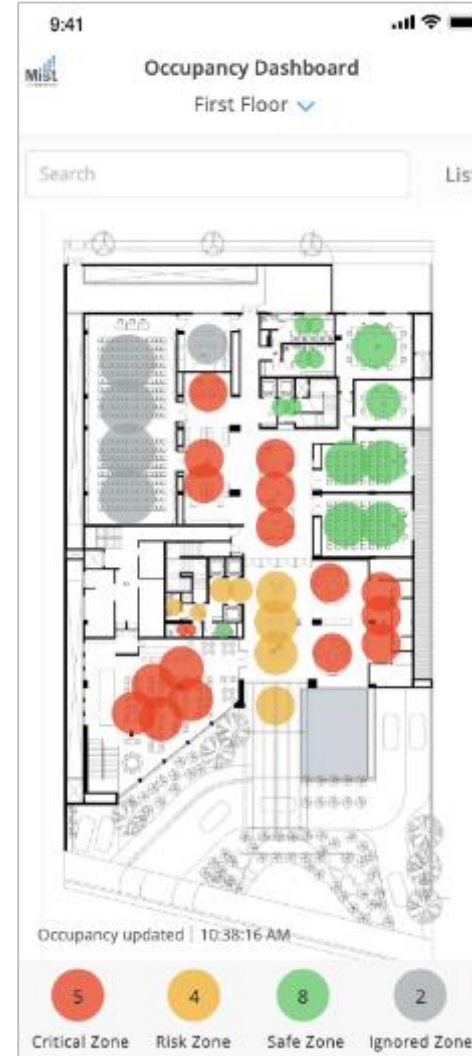 9:41
Mist
Occupancy Dashboard
First Floor
Search
Lis
Occupancy updated | 10:38:16 AM
5
4
8
2
Critical Zone
Risk Zone
Safe Zone
Ignored Zone